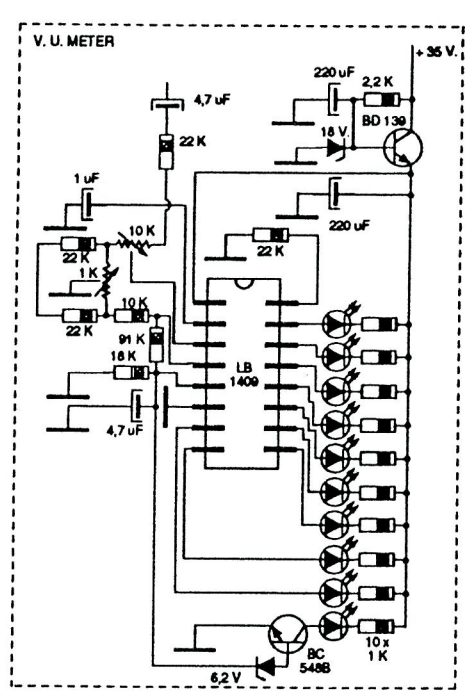 V. U. METER
+ 35 V.
220 uF
2,2 K
4,7 uF
BD 139
18 V.
22 K
1 uF
220 uF
10 K
22 K
22 K
1 K
10 K
22 K
91 K
18 K
LB
1409
4,7 uF
10 x
1 K
BC
548B
6,2 V